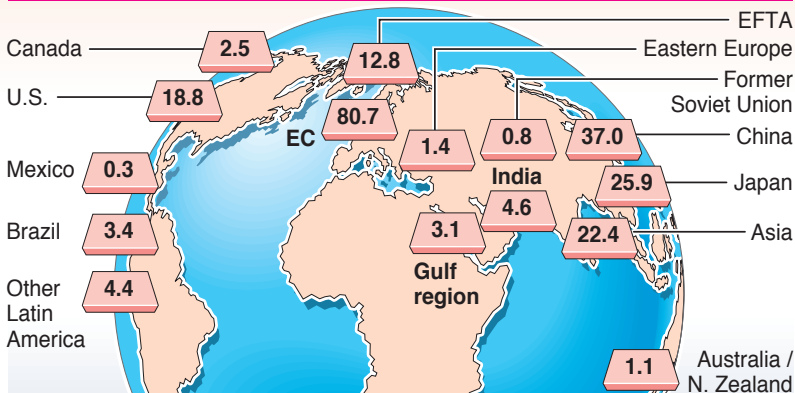 EFTA
Canada
2.5
12.8
Eastern Europe
Former
Soviet Union
U.S.
18.8
80.7
EC
1.4
0.8
37.0
China
Mexico
0.3
India
25.9
Japan
Brazil
3.4
3.1
4.6
22.4
Asia
Other
Latin
America
4.4
Gulf
region
1.1
Australia /
N. Zealand